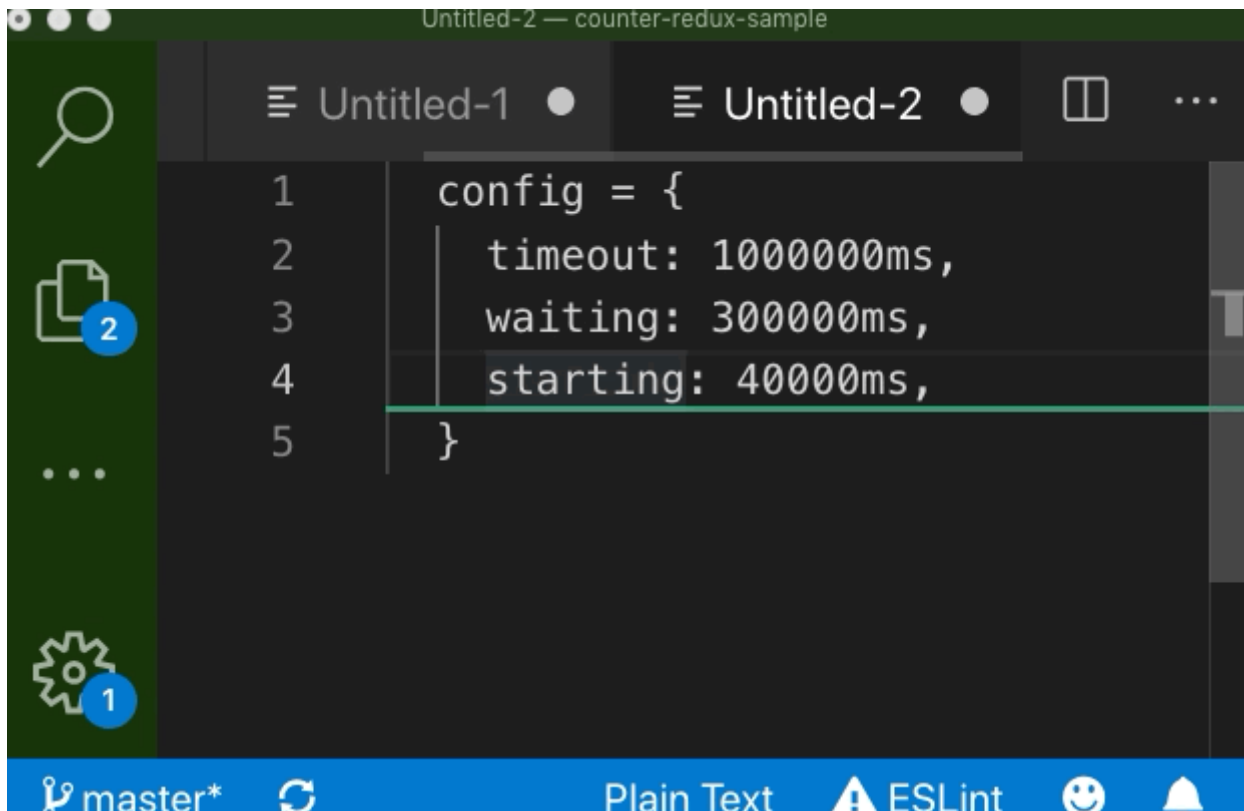 Untitled-2 — counter-redux-sample
Untitled-1 Untitled-2
1 config = {
2 timeout: 1000000ms,
3 waiting: 300000ms,
4 starting: 40000ms,
5 }
2
1
master* Plain Text ESLint